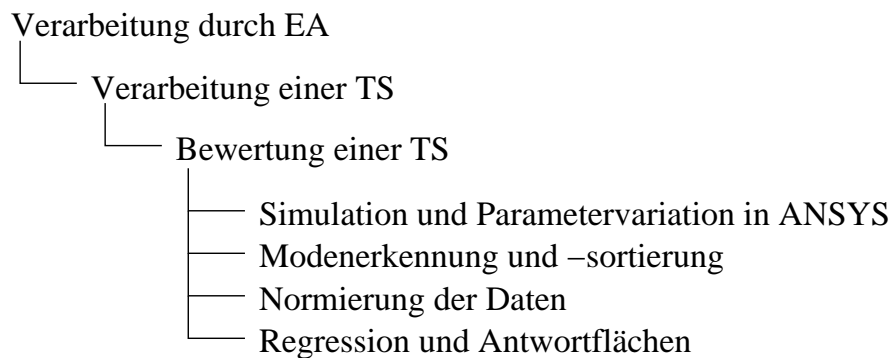 Verarbeitung durch EA
Verarbeitung einer TS
Bewertung einer TS
Simulation und Parametervariation in ANSYS
Modenerkennung und −sortierung
Normierung der Daten
Regression und Antwortflächen